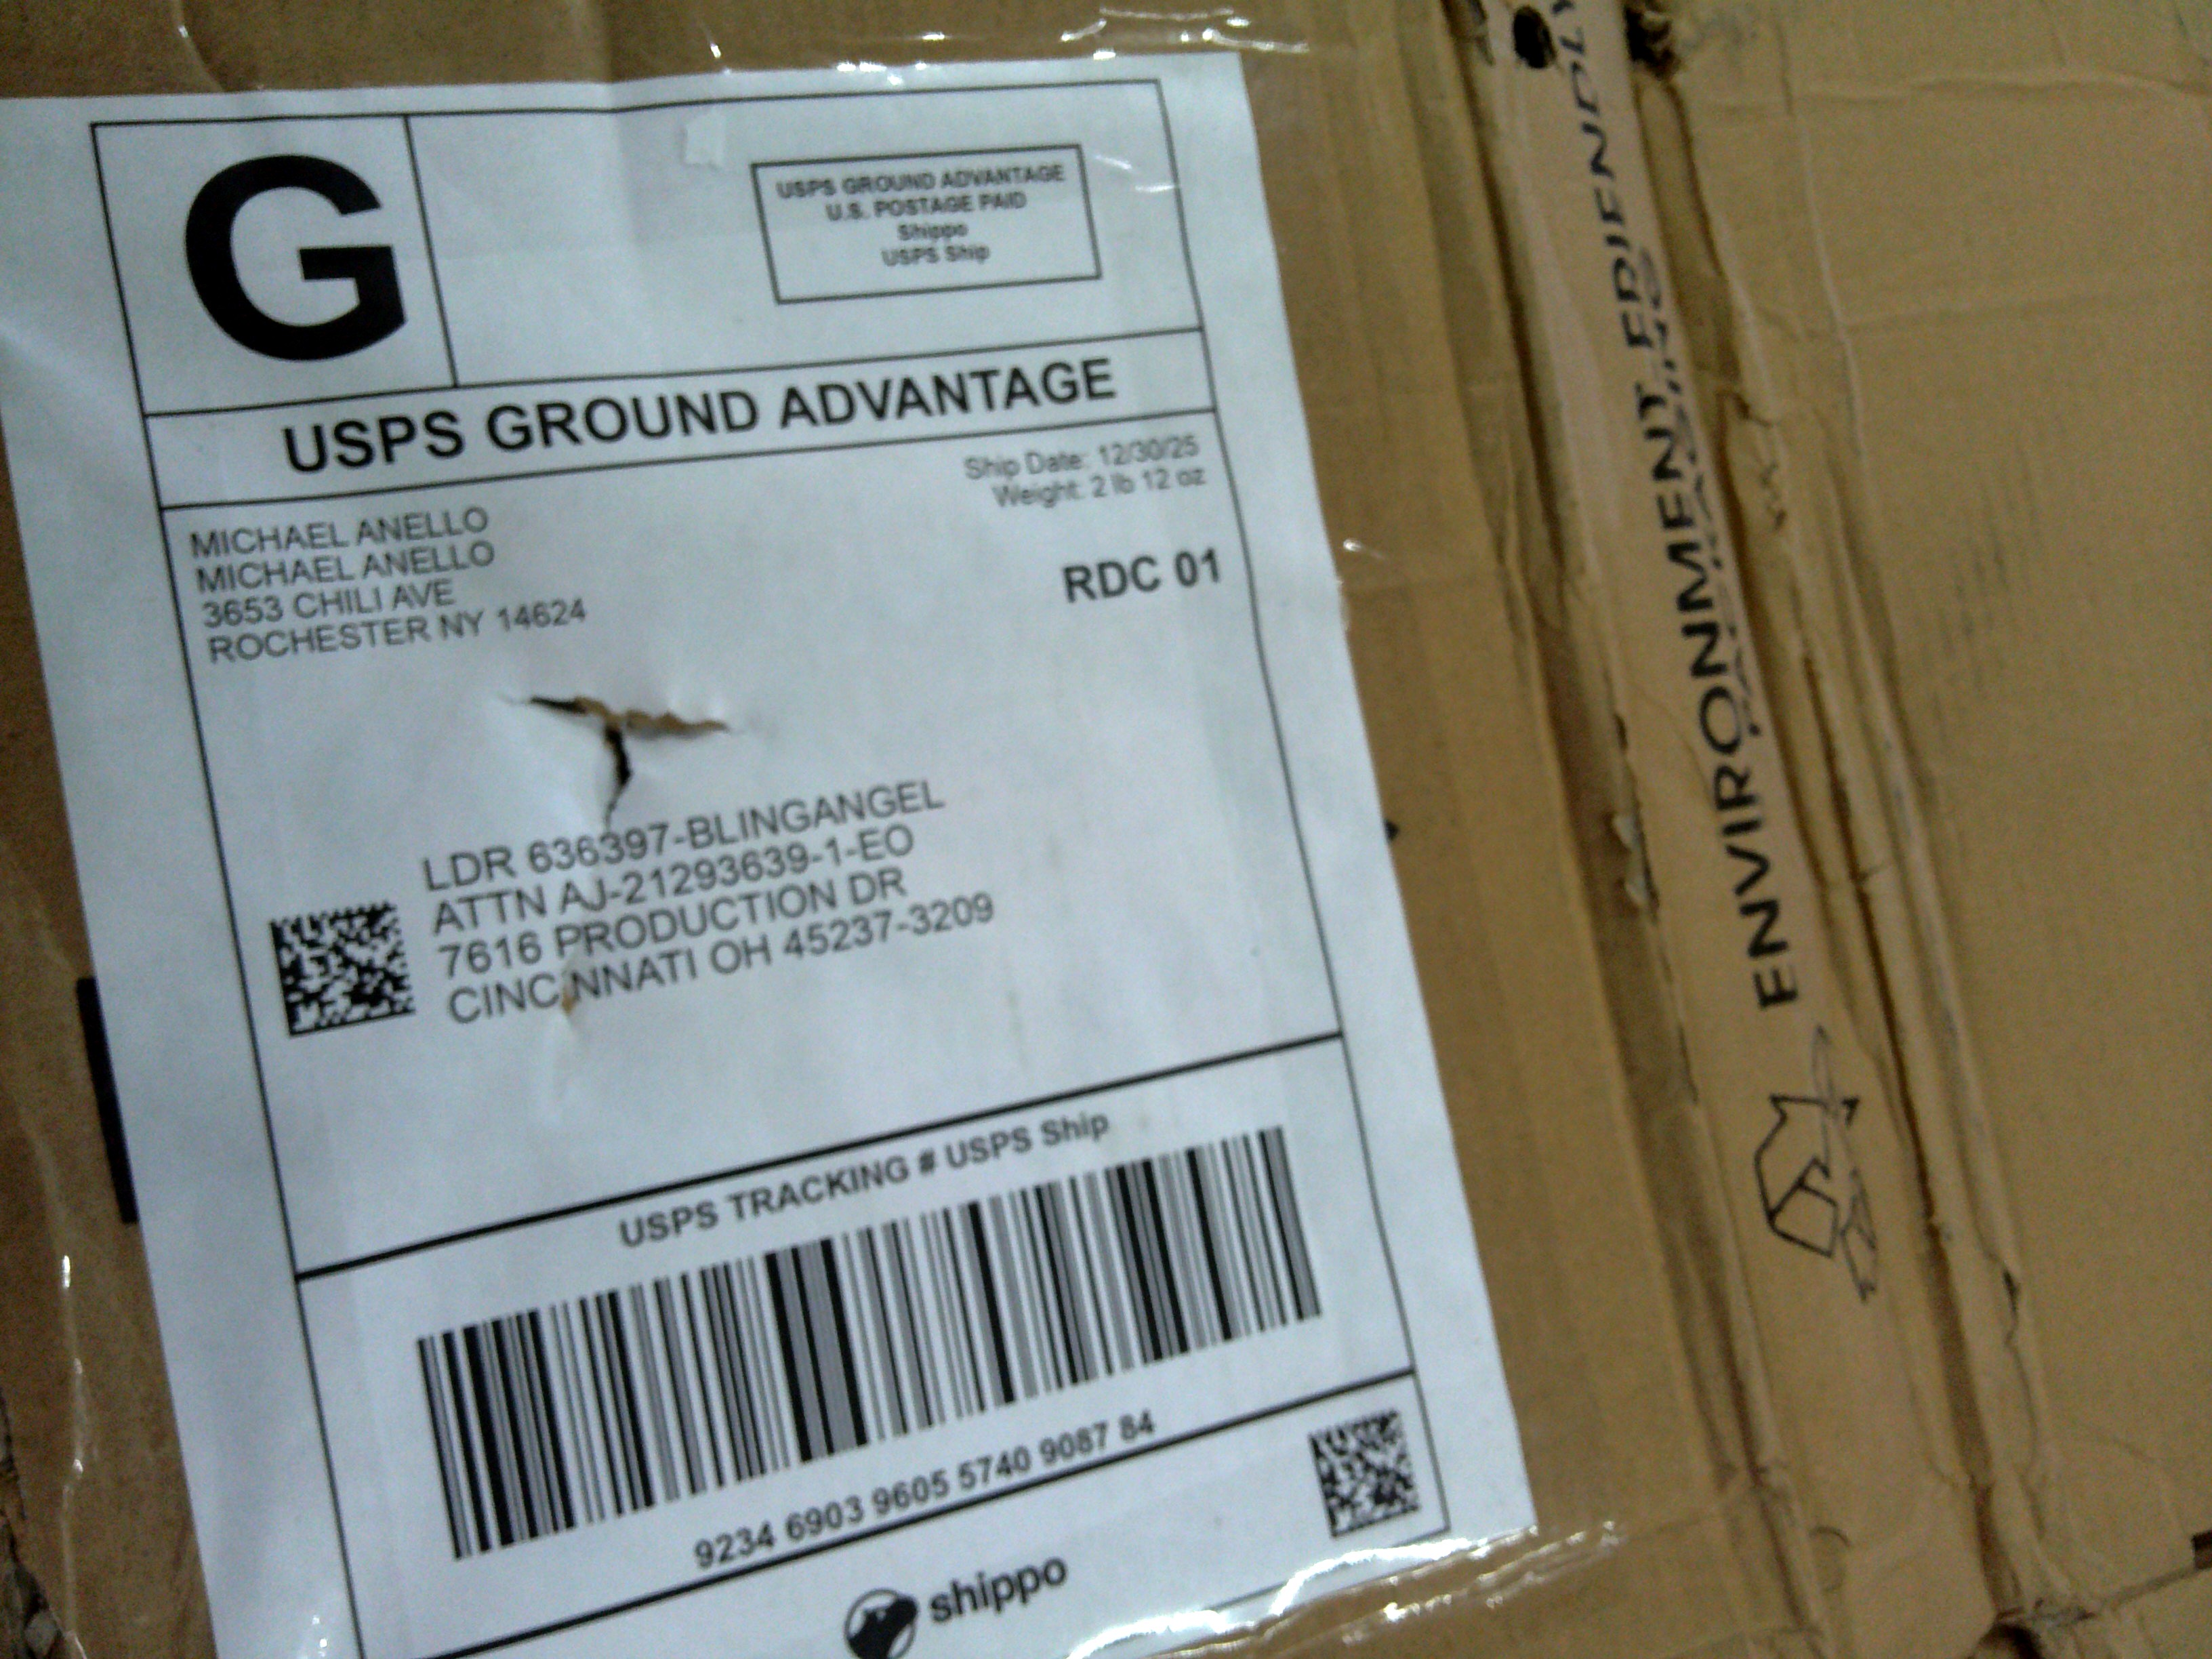 G
USPS GROUND ADVANTAGE
U.S. POSTAGE PAID
Shippo
USPS Ship
USPS GROUND ADVANTAGE
Ship Date: 12/30/25
Weight: 2 lb 12 oz
MICHAEL ANELLO
MICHAEL ANELLO
3653 CHILI AVE
ROCHESTER NY 14624
RDC 01
LDR 636397-BLINGANGEL
ATTN AJ-21293639-1-EO
7616 PRODUCTION DR
CINCINNATI OH 45237-3209
USPS TRACKING # USPS Ship
9234 6903 9605 5740 9087 84
shippo
ENVIRONMENT FRIENDLY